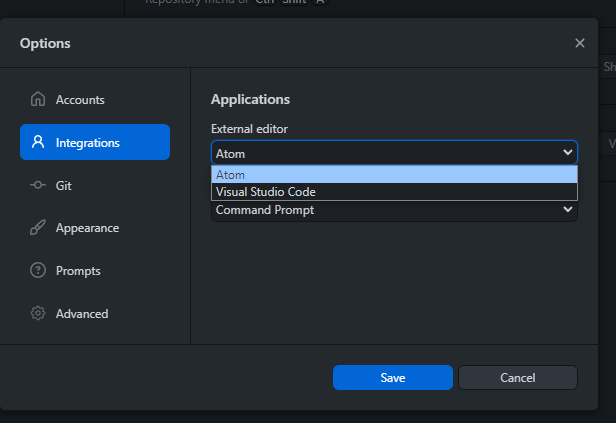 Repository menu or Ctrl Shift A
Options
Sh
Accounts
Integrations
Git
Appearance
Prompts
Advanced
Applications
External editor
Atom
Atom
Visual Studio Code
Command Prompt
Save
Cancel